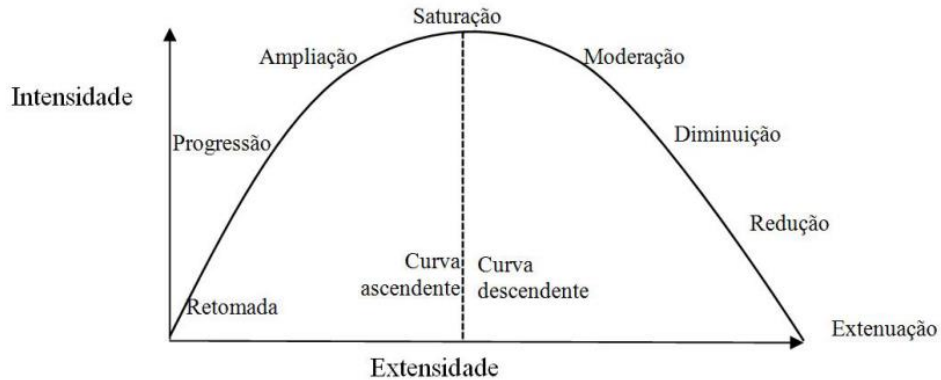 Saturação
Ampliação
Moderação
Intensidade
Progressão
Diminuição
Redução
Curva
ascendente
Curva
descendente
Retomada
Extenuação
Extensidade